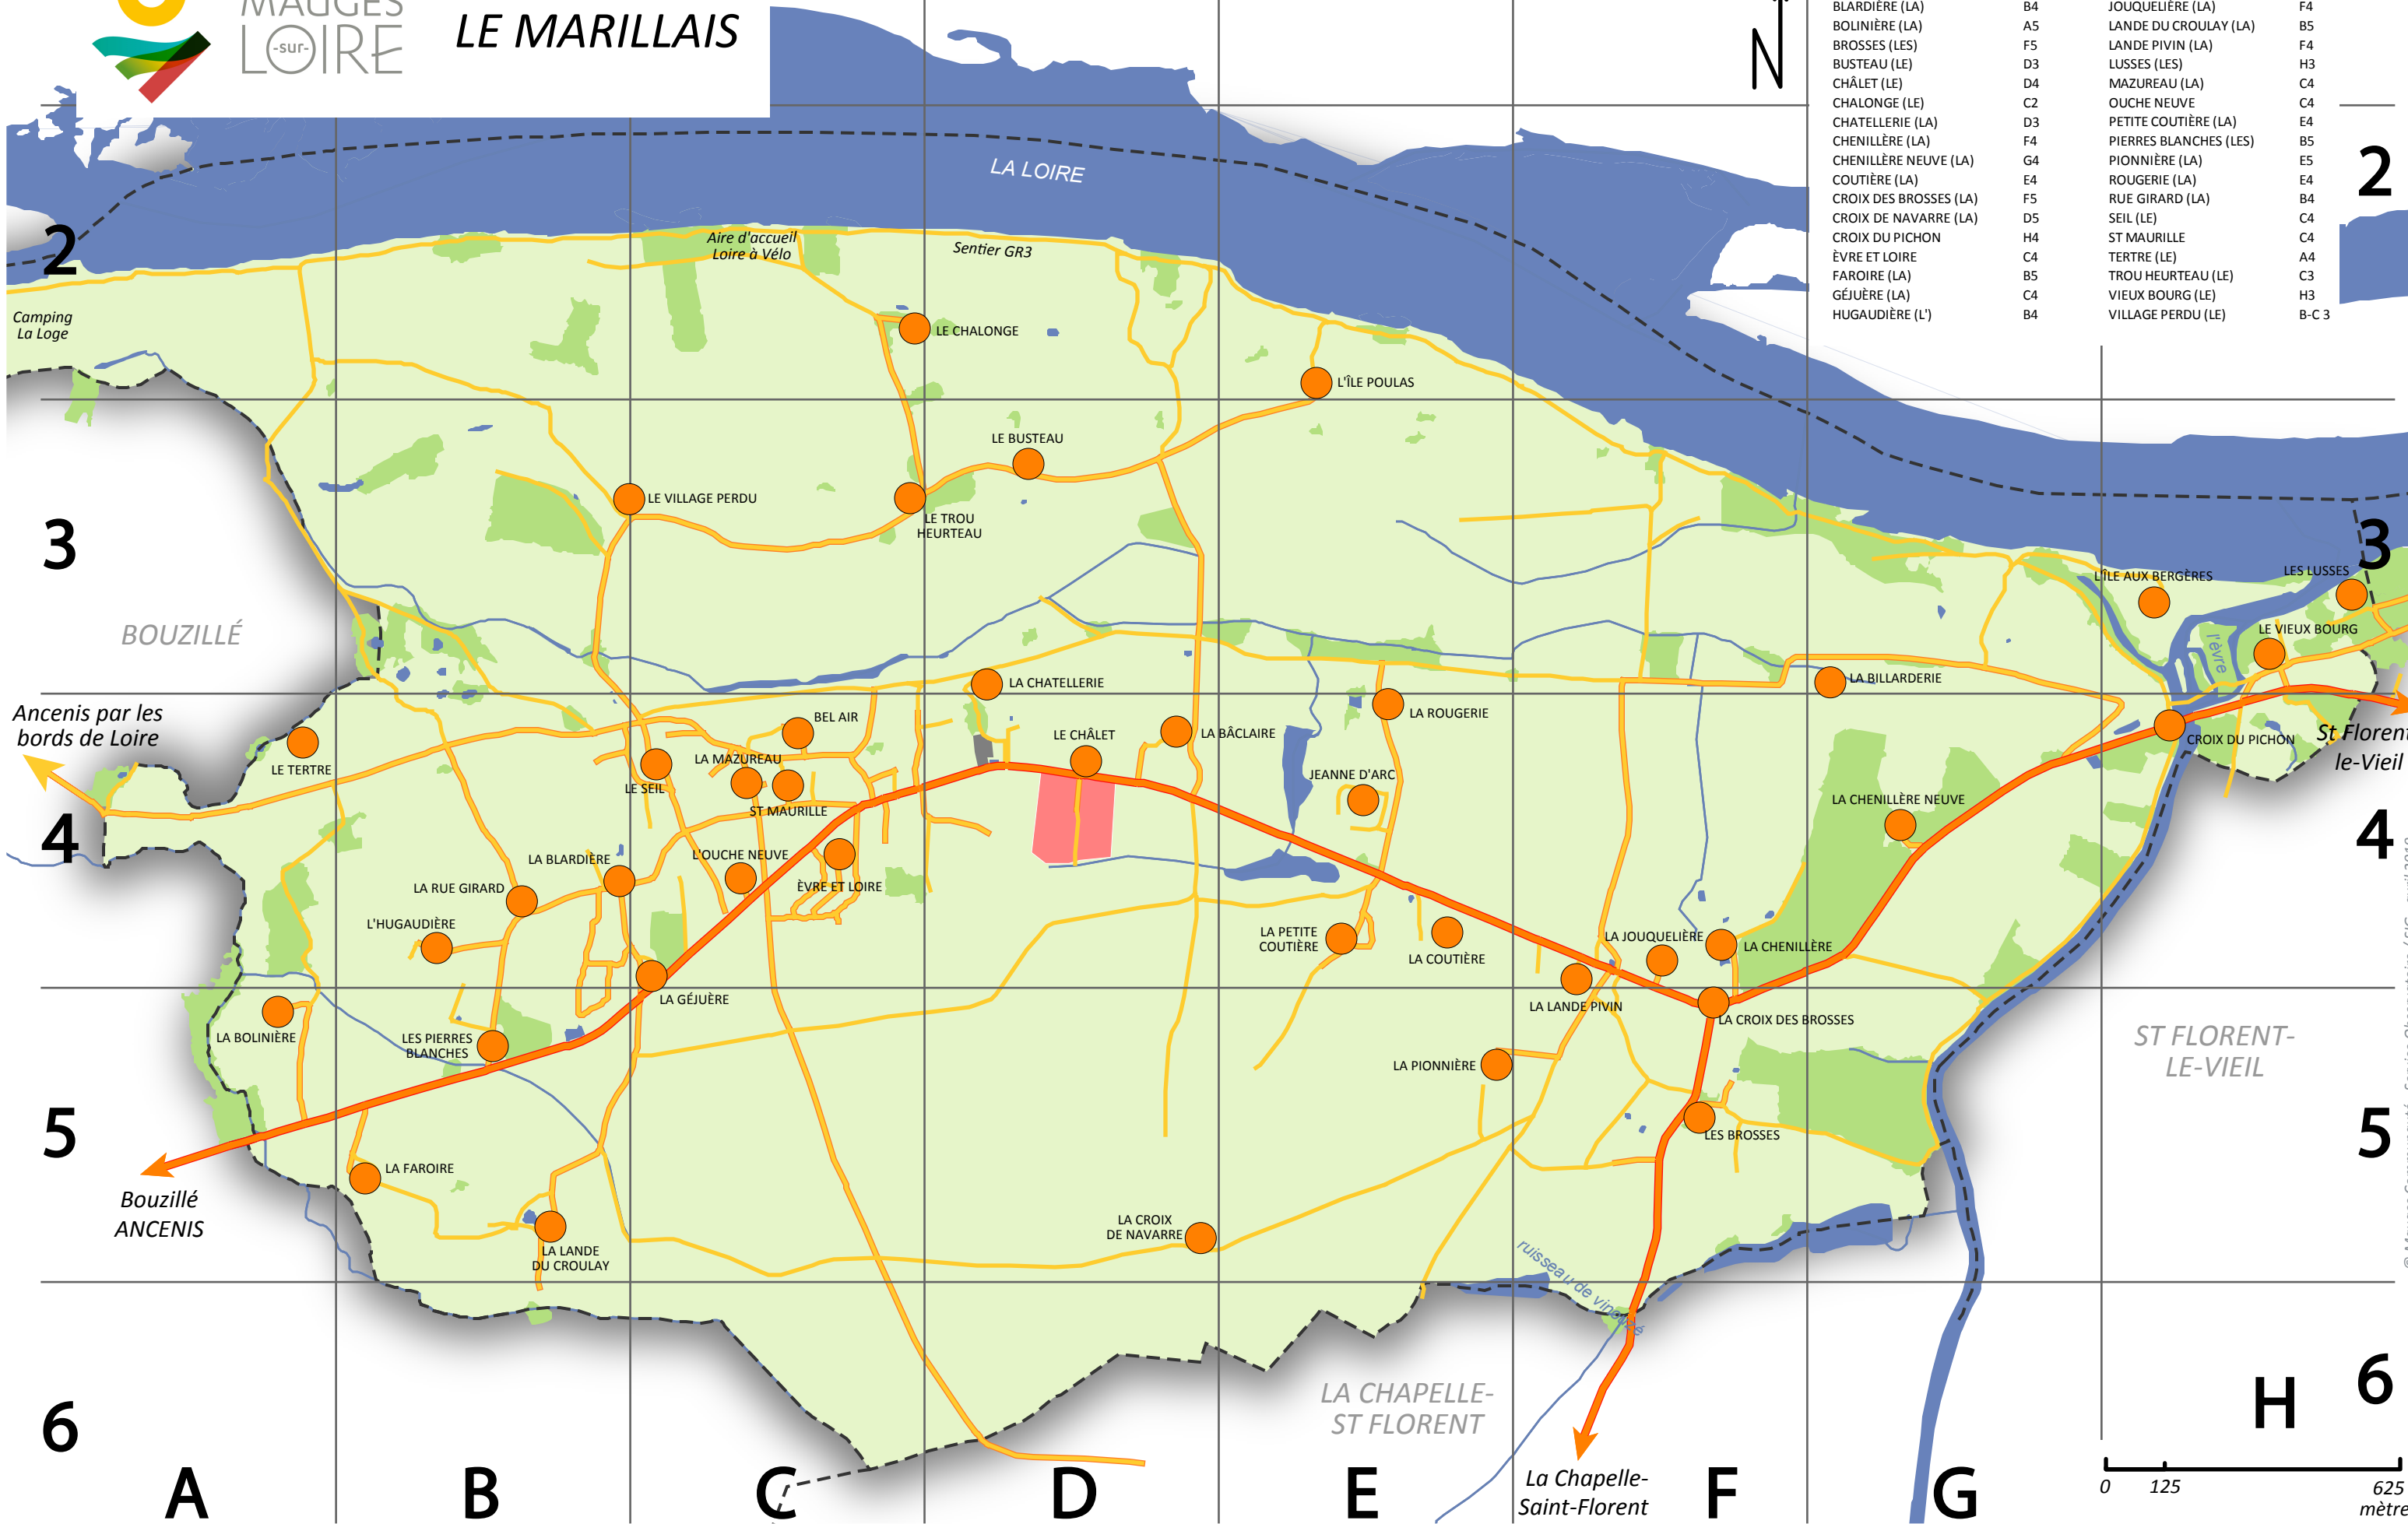 MAUGES
-sur-
LOIRE
LE MARILLAIS
N
BLARDIÈRE (LA) B4
BOLINIÈRE (LA) A5
BROSSES (LES) F5
BUSTEAU (LE) D3
CHÂLET (LE) D4
CHALONGE (LE) C2
CHATELLERIE (LA) D3
CHENILLÈRE (LA) F4
CHENILLÈRE NEUVE (LA) G4
COUTIÈRE (LA) E4
CROIX DES BROSSES (LA) F5
CROIX DE NAVARRE (LA) D5
CROIX DU PICHON H4
ÈVRE ET LOIRE C4
FAROIRE (LA) B5
GÉJUÈRE (LA) C4
HUGAUDIÈRE (L') B4
JOUQUELIÈRE (LA) F4
LANDE DU CROULAY (LA) B5
LANDE PIVIN (LA) F4
LUSSES (LES) H3
MAZUREAU (LA) C4
OUCHE NEUVE C4
PETITE COUTIÈRE (LA) E4
PIERRES BLANCHES (LES) B5
PIONNIÈRE (LA) E5
ROUGERIE (LA) E4
RUE GIRARD (LA) B4
SEIL (LE) C4
ST MAURILLE C4
TERTRE (LE) A4
TROU HEURTEAU (LE) C3
VIEUX BOURG (LE) H3
VILLAGE PERDU (LE) B-C 3
2
2
LA LOIRE
Aire d'accueil
Loire à Vélo
Sentier GR3
Camping
La Loge
LE CHALONGE
L'ÎLE POULAS
LE BUSTEAU
LE VILLAGE PERDU
LE TROU
HEURTEAU
3
3
L'ÎLE AUX BERGÈRES
LES LUSSES
LE VIEUX BOURG
l'èvre
BOUZILLÉ
LA CHATELLERIE
LA BILLARDERIE
Ancenis par les
bords de Loire
LE TERTRE
BEL AIR
LA MAZUREAU
LE SEIL
ST MAURILLE
LE CHÂLET
LA BÂCLAIRE
LA ROUGERIE
JEANNE D'ARC
CROIX DU PICHON
St Florent
le-Vieil
LA CHENILLÈRE NEUVE
4
4
LA BLARDIÈRE
L'OUCHE NEUVE
ÈVRE ET LOIRE
LA RUE GIRARD
L'HUGAUDIÈRE
LA PETITE
COUTIÈRE
LA COUTIÈRE
LA JOUQUELIÈRE
LA CHENILLÈRE
LA GÉJUÈRE
LA LANDE PIVIN
LA CROIX DES BROSSES
LA BOLINIÈRE
LES PIERRES
BLANCHES
LA PIONNIÈRE
ST FLORENT-
LE-VIEIL
5
5
LES BROSSES
LA FAROIRE
Bouzillé
ANCENIS
LA CROIX
DE NAVARRE
LA LANDE
DU CROULAY
ruisseau de vinouzé
LA CHAPELLE-
ST FLORENT
6
6
La Chapelle-
Saint-Florent
A
B
C
D
E
F
G
H
0 125 625
mètre